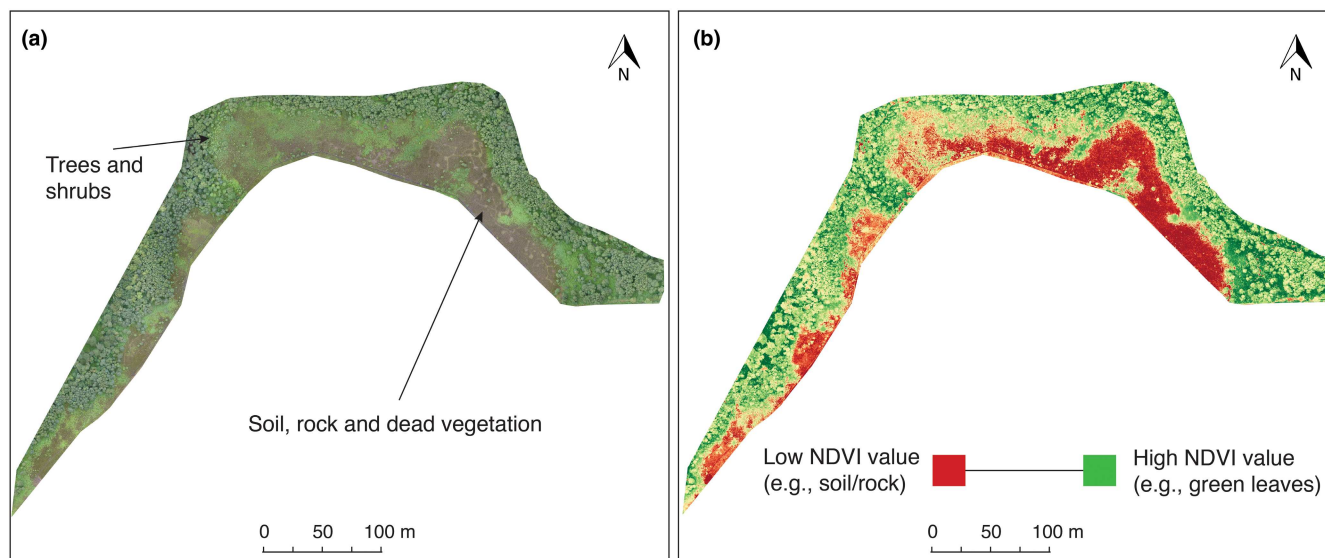 (a)
N
Trees and
shrubs
Soil, rock and dead vegetation
0 50 100 m
(b)
N
Low NDVI value
(e.g., soil/rock)
High NDVI value
(e.g., green leaves)
0 50 100 m